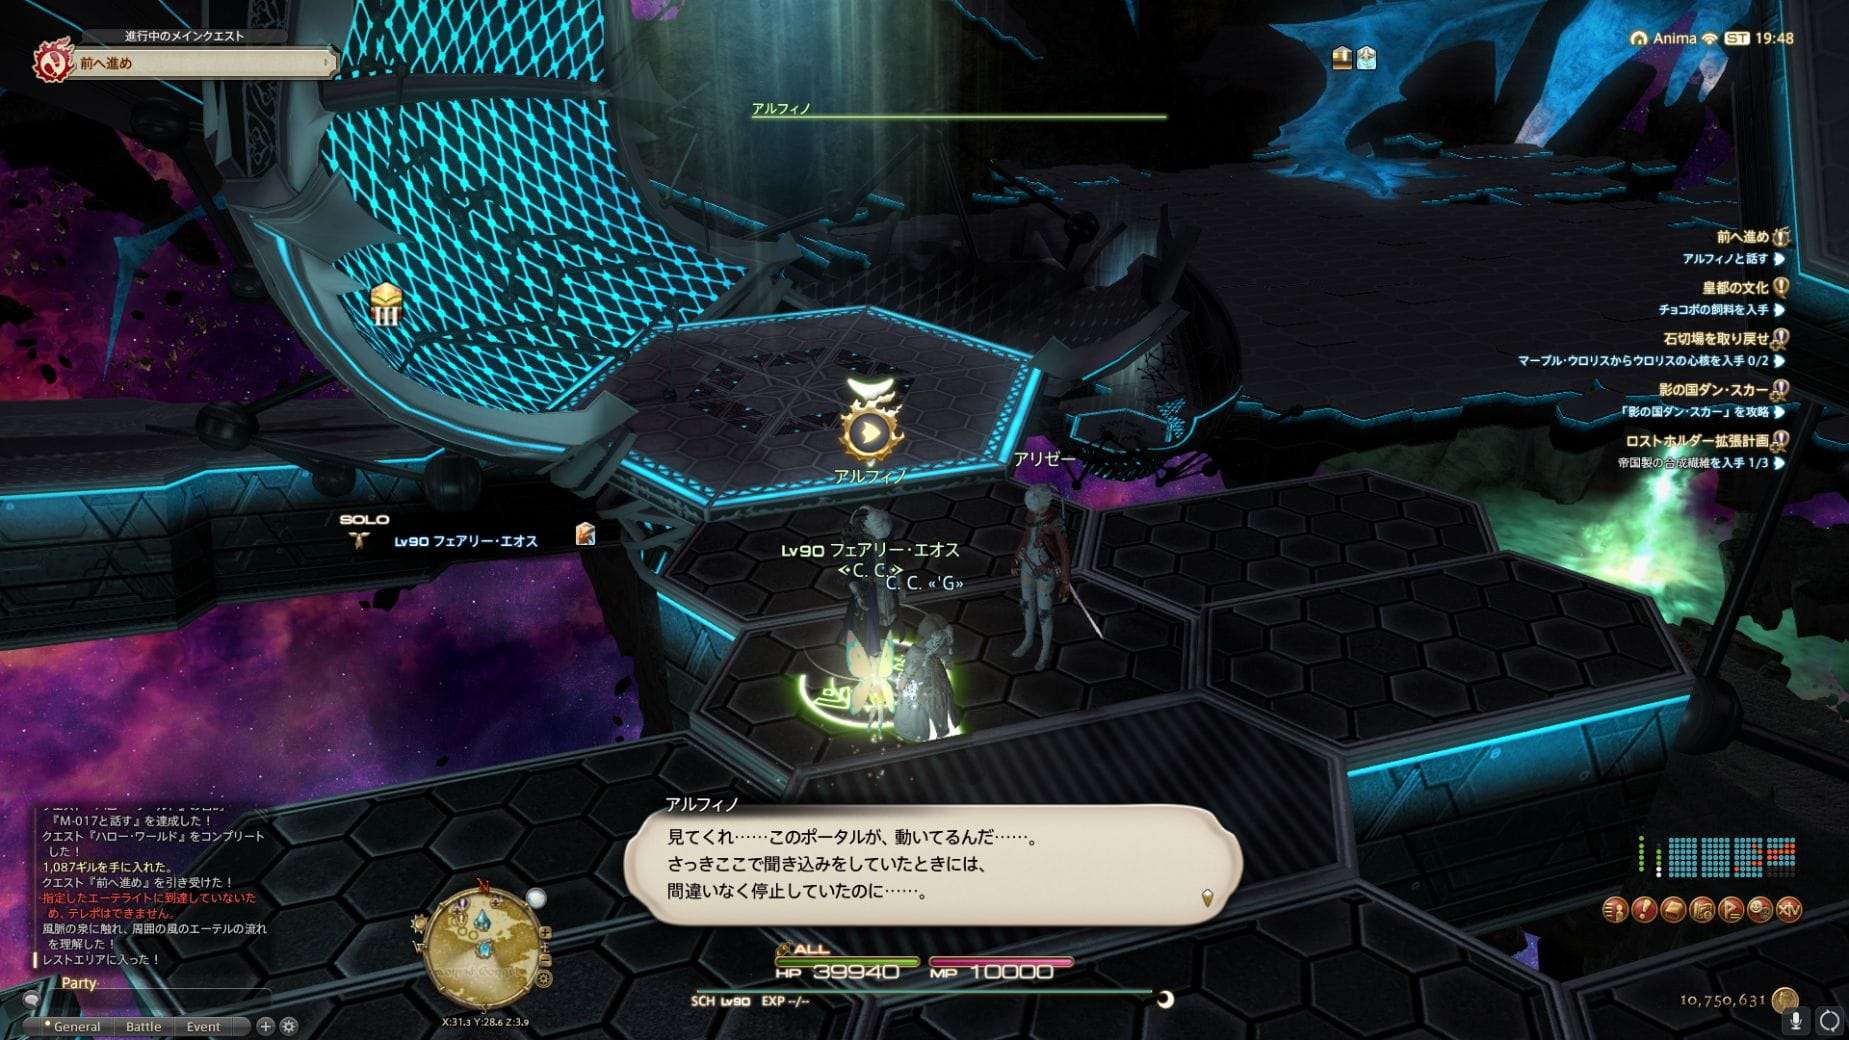 進行中のメインクエスト
前へ進め
Anima ST 19:48
アルフィノ
前へ進め
アルフィノと話す
皇都の文化
チョコボの飼料を入手
石切場を取り戻せ
マーブル・ウロリスからウロリスの心核を入手 0/2
影の国ダン・スカー
「影の国ダン・スカー」を攻略
ロストホルダー拡張計画
帝国製の合成繊維を入手 1/3
III
アルフィノ
アリゼー
SOLO
Lv90 フェアリー・エオス
Lv90 フェアリー・エオス
<C. C.>
C. C. «'G»
アルフィノ
見てくれ……このポータルが、動いてるんだ……。
さっきここで聞き込みをしていたときには、
間違いなく停止していたのに……。
『M-017と話す』を達成した！
クエスト『ハロー・ワールド』をコンプリート
した！
1,087ギルを手に入れた。
クエスト『前へ進め』を引き受けた！
指定したエーテライトに到達していないた
め、テレポはできません。
風脈の泉に触れ、周囲の風のエーテルの流れ
を理解した！
レストエリアに入った！
Party
General Battle Event
N
X:31.3 Y:28.6 Z:3.9
ALL
HP 39940 MP 10000
SCH Lv90 EXP --/--
XIV
10,750,631